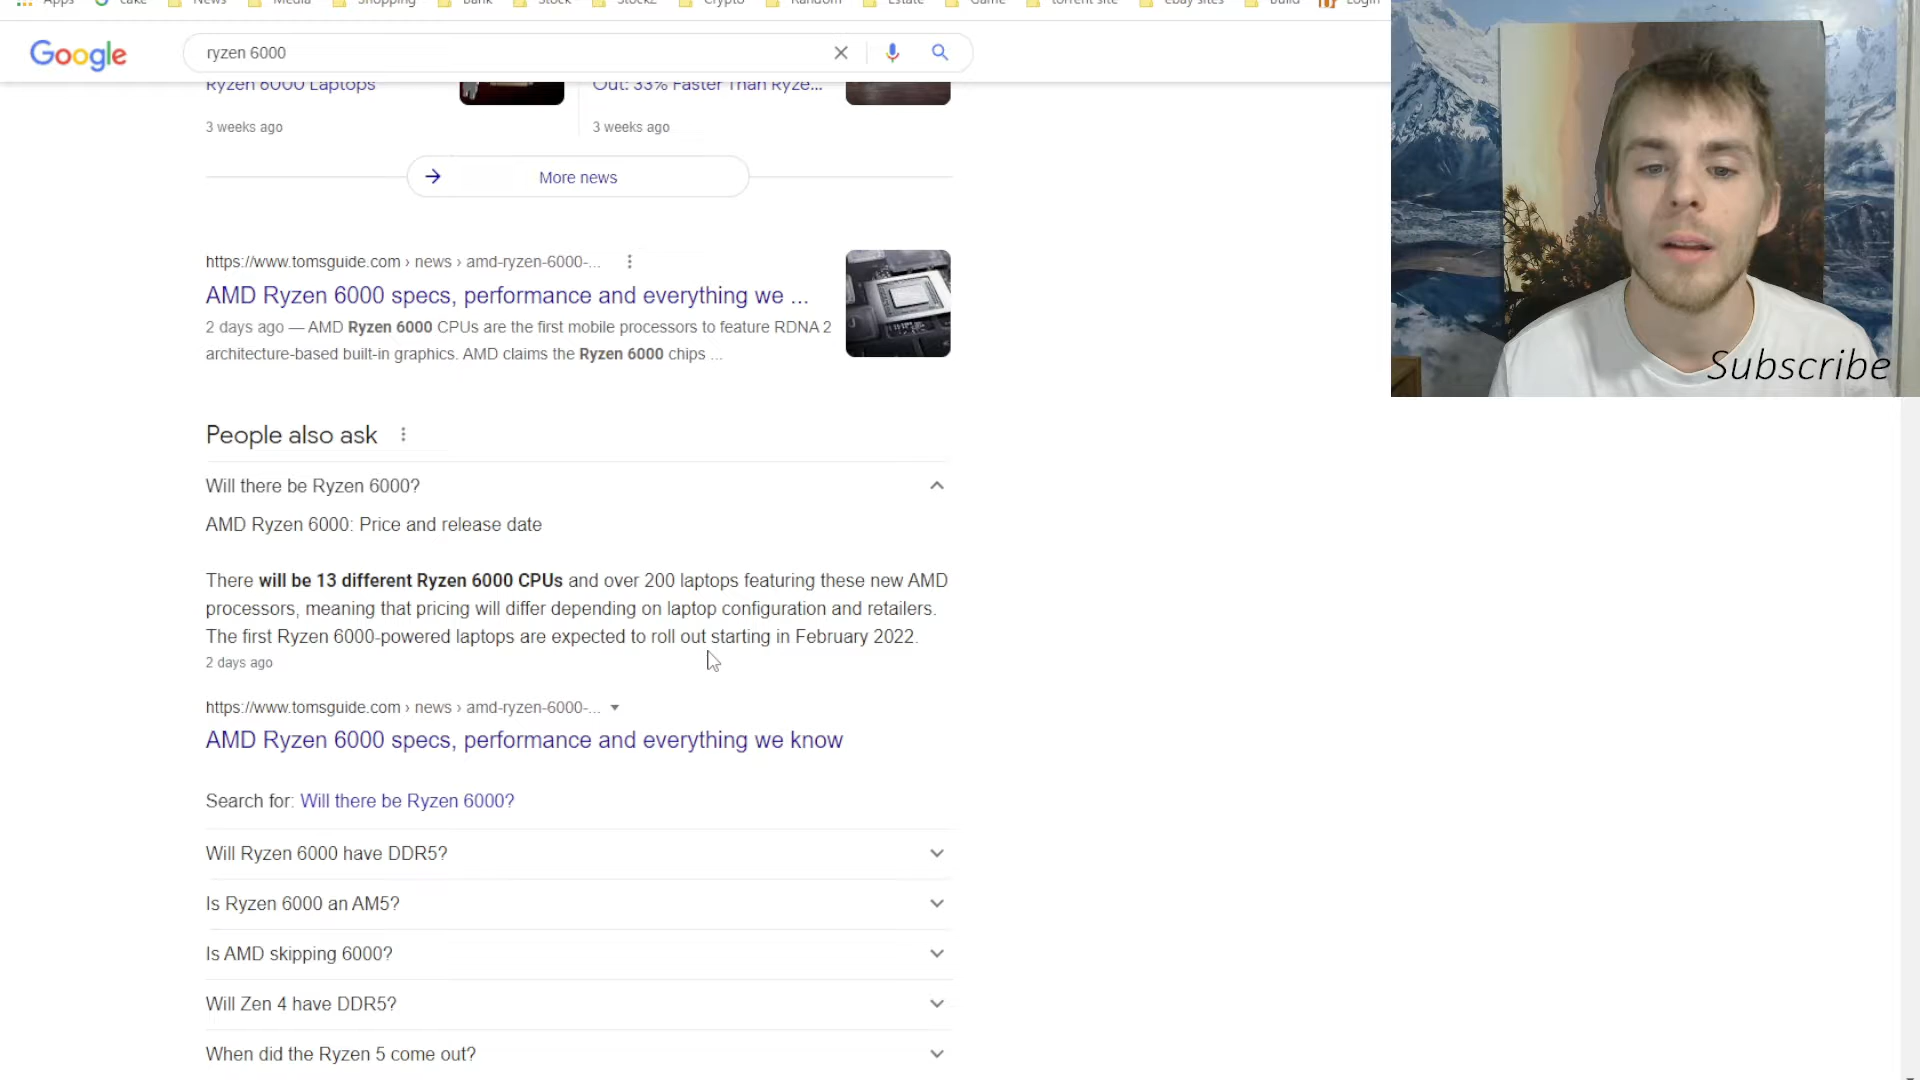 Apps cake News Media Shopping Bank Stock Stock2 Crypto Random Estate Game torrent site ebay sites Build Login
Google ryzen 6000
Ryzen 6000 Laptops
Out: 33% Faster Than Ryze...
3 weeks ago
3 weeks ago
More news
https://www.tomsguide.com › news › amd-ryzen-6000-...
AMD Ryzen 6000 specs, performance and everything we ...
2 days ago — AMD Ryzen 6000 CPUs are the first mobile processors to feature RDNA 2
architecture-based built-in graphics. AMD claims the Ryzen 6000 chips ...
Subscribe
People also ask
Will there be Ryzen 6000?
AMD Ryzen 6000: Price and release date
There will be 13 different Ryzen 6000 CPUs and over 200 laptops featuring these new AMD
processors, meaning that pricing will differ depending on laptop configuration and retailers.
The first Ryzen 6000-powered laptops are expected to roll out starting in February 2022.
2 days ago
https://www.tomsguide.com › news › amd-ryzen-6000-...
AMD Ryzen 6000 specs, performance and everything we know
Search for: Will there be Ryzen 6000?
Will Ryzen 6000 have DDR5?
Is Ryzen 6000 an AM5?
Is AMD skipping 6000?
Will Zen 4 have DDR5?
When did the Ryzen 5 come out?